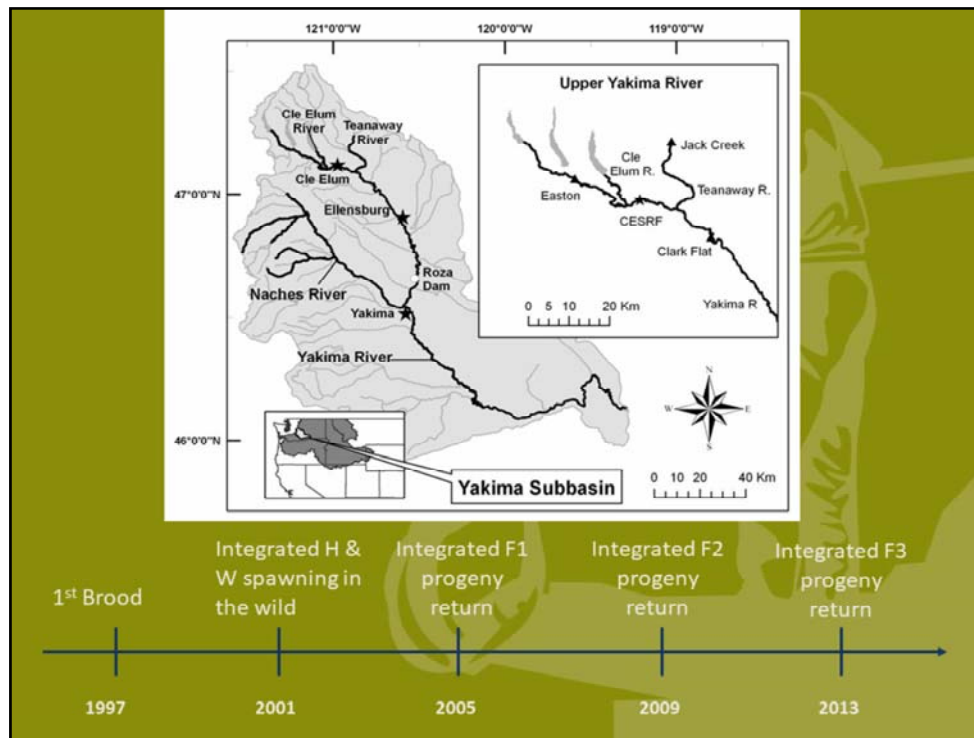 121°0'0"W
120°0'0"W
119°0'0"W
47°0'0"N
46°0'0"N
Cle Elum
River
Teanaway
River
Cle Elum
Ellensburg
Roza
Dam
Naches River
Yakima
Yakima River
Upper Yakima River
Jack Creek
Cle
Elum R.
Teanaway R.
Easton
CESRF
Clark Flat
Yakima R
0 5 10 20 Km
N
W E
S
0 10 20 40 Km
Yakima Subbasin
1st Brood
Integrated H &
W spawning in
the wild
Integrated F1
progeny
return
Integrated F2
progeny
return
Integrated F3
progeny
return
1997
2001
2005
2009
2013